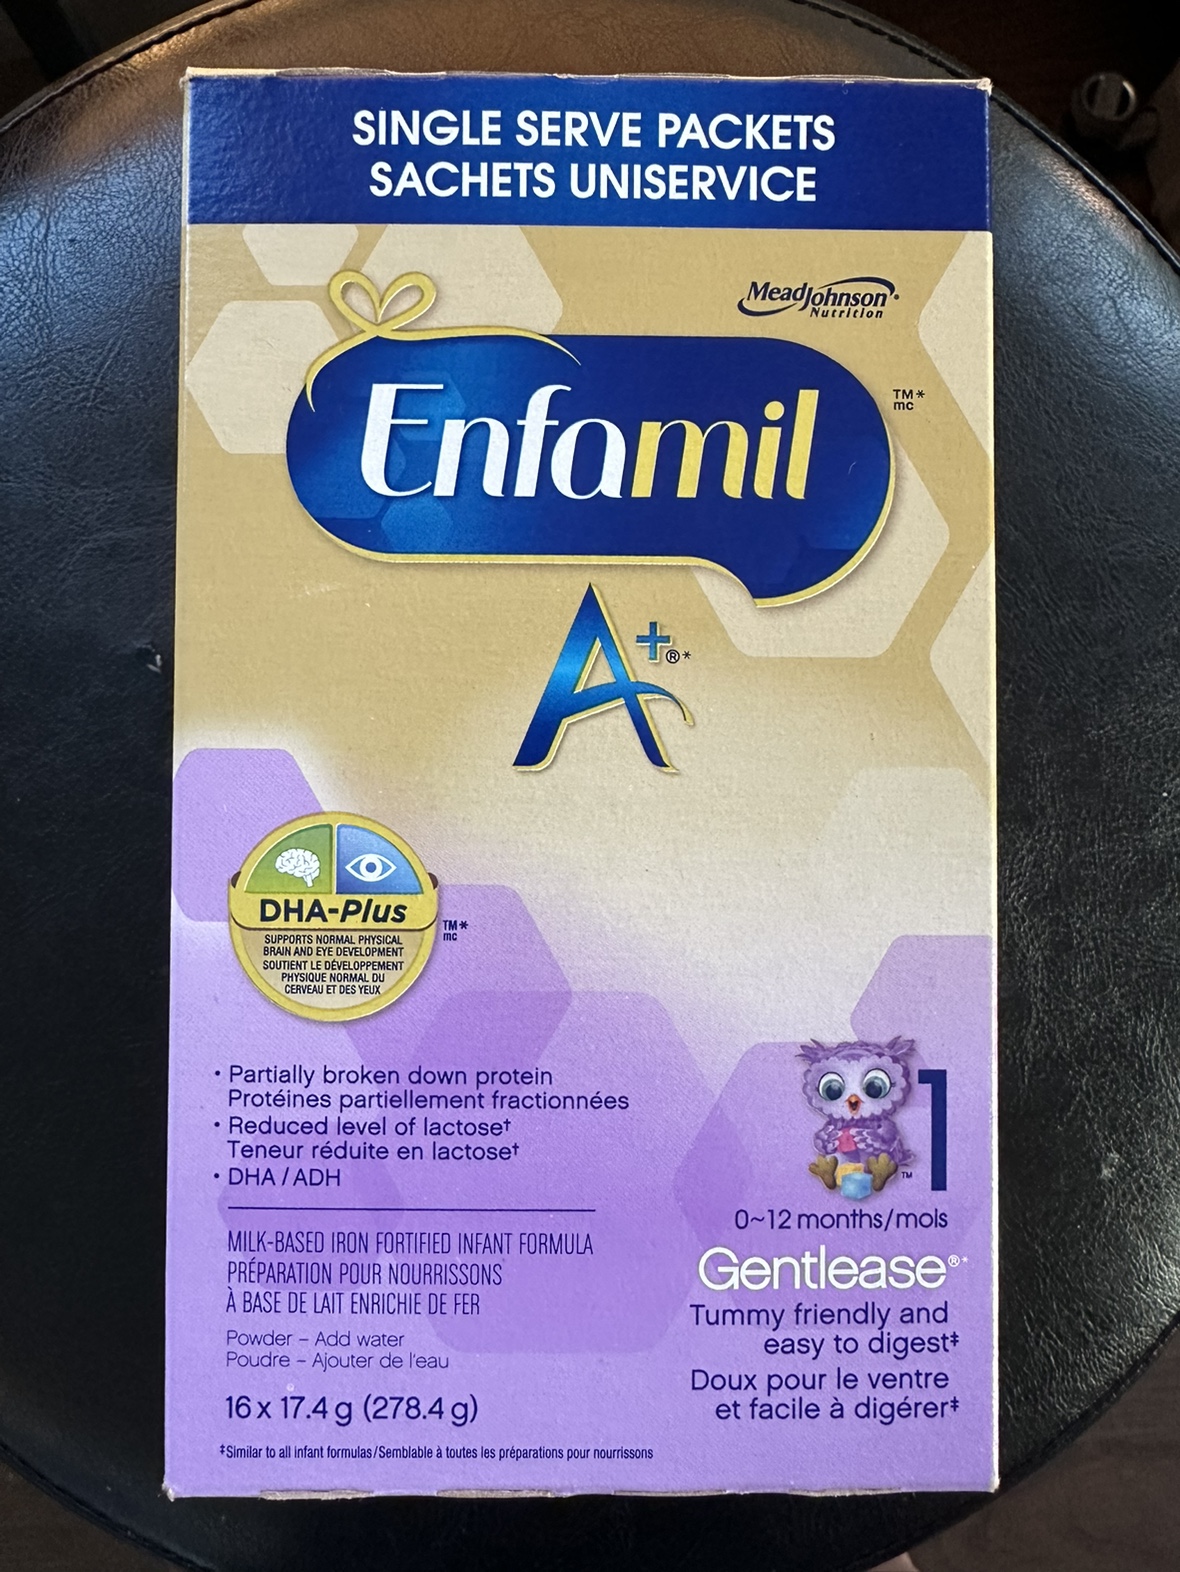 SINGLE SERVE PACKETS
SACHETS UNISERVICE
MeadJohnson®
Nutrition
Enfamil
TM*
mc
A+®*
DHA-Plus
TM*
mc
SUPPORTS NORMAL PHYSICAL
BRAIN AND EYE DEVELOPMENT
SOUTIENT LE DÉVELOPPEMENT
PHYSIQUE NORMAL DU
CERVEAU ET DES YEUX
• Partially broken down protein
Protéines partiellement fractionnées
• Reduced level of lactose†
Teneur réduite en lactose†
• DHA / ADH
MILK-BASED IRON FORTIFIED INFANT FORMULA
PRÉPARATION POUR NOURRISSONS
À BASE DE LAIT ENRICHIE DE FER
Powder – Add water
Poudre – Ajouter de l'eau
16 x 17.4 g (278.4 g)
‡Similar to all infant formulas/Semblable à toutes les préparations pour nourrissons
1
TM
0~12 months/mois
Gentlease®*
Tummy friendly and
easy to digest‡
Doux pour le ventre
et facile à digérer‡